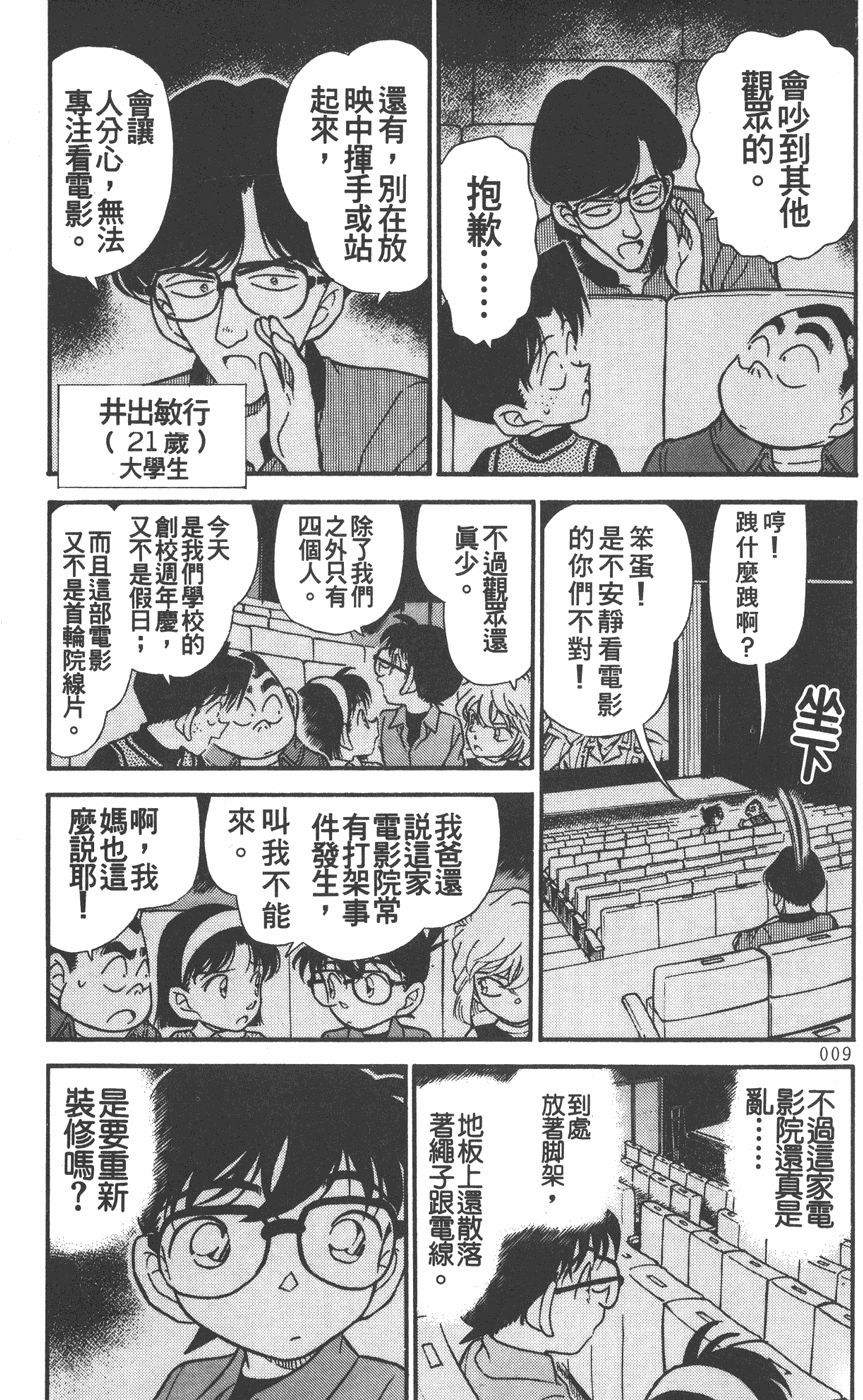 會吵到其他
觀眾的。
抱歉……
還有，別在放
映中揮手或站
起來，
會讓
人分心，無法
專注看電影。
井出敏行
（21歲）
大學生
哼！
跩什麼跩啊？
笨蛋！
是不安靜看電影
的你們不對！
坐下
不過觀眾還
真少。
除了我們
之外只有
四個人。
今天
是我們學校的
創校週年慶，
又不是假日；
而且這部電影
又不是首輪院線片。
我爸還
說這家
電影院常
有打架事
件發生，
叫我不能
來。
啊，我
媽也這
麼說耶！
009
不過這家電
影院還真是
亂……
到處
放著腳架，
地板上還散落
著繩子跟電線。
是要重新
裝修嗎？